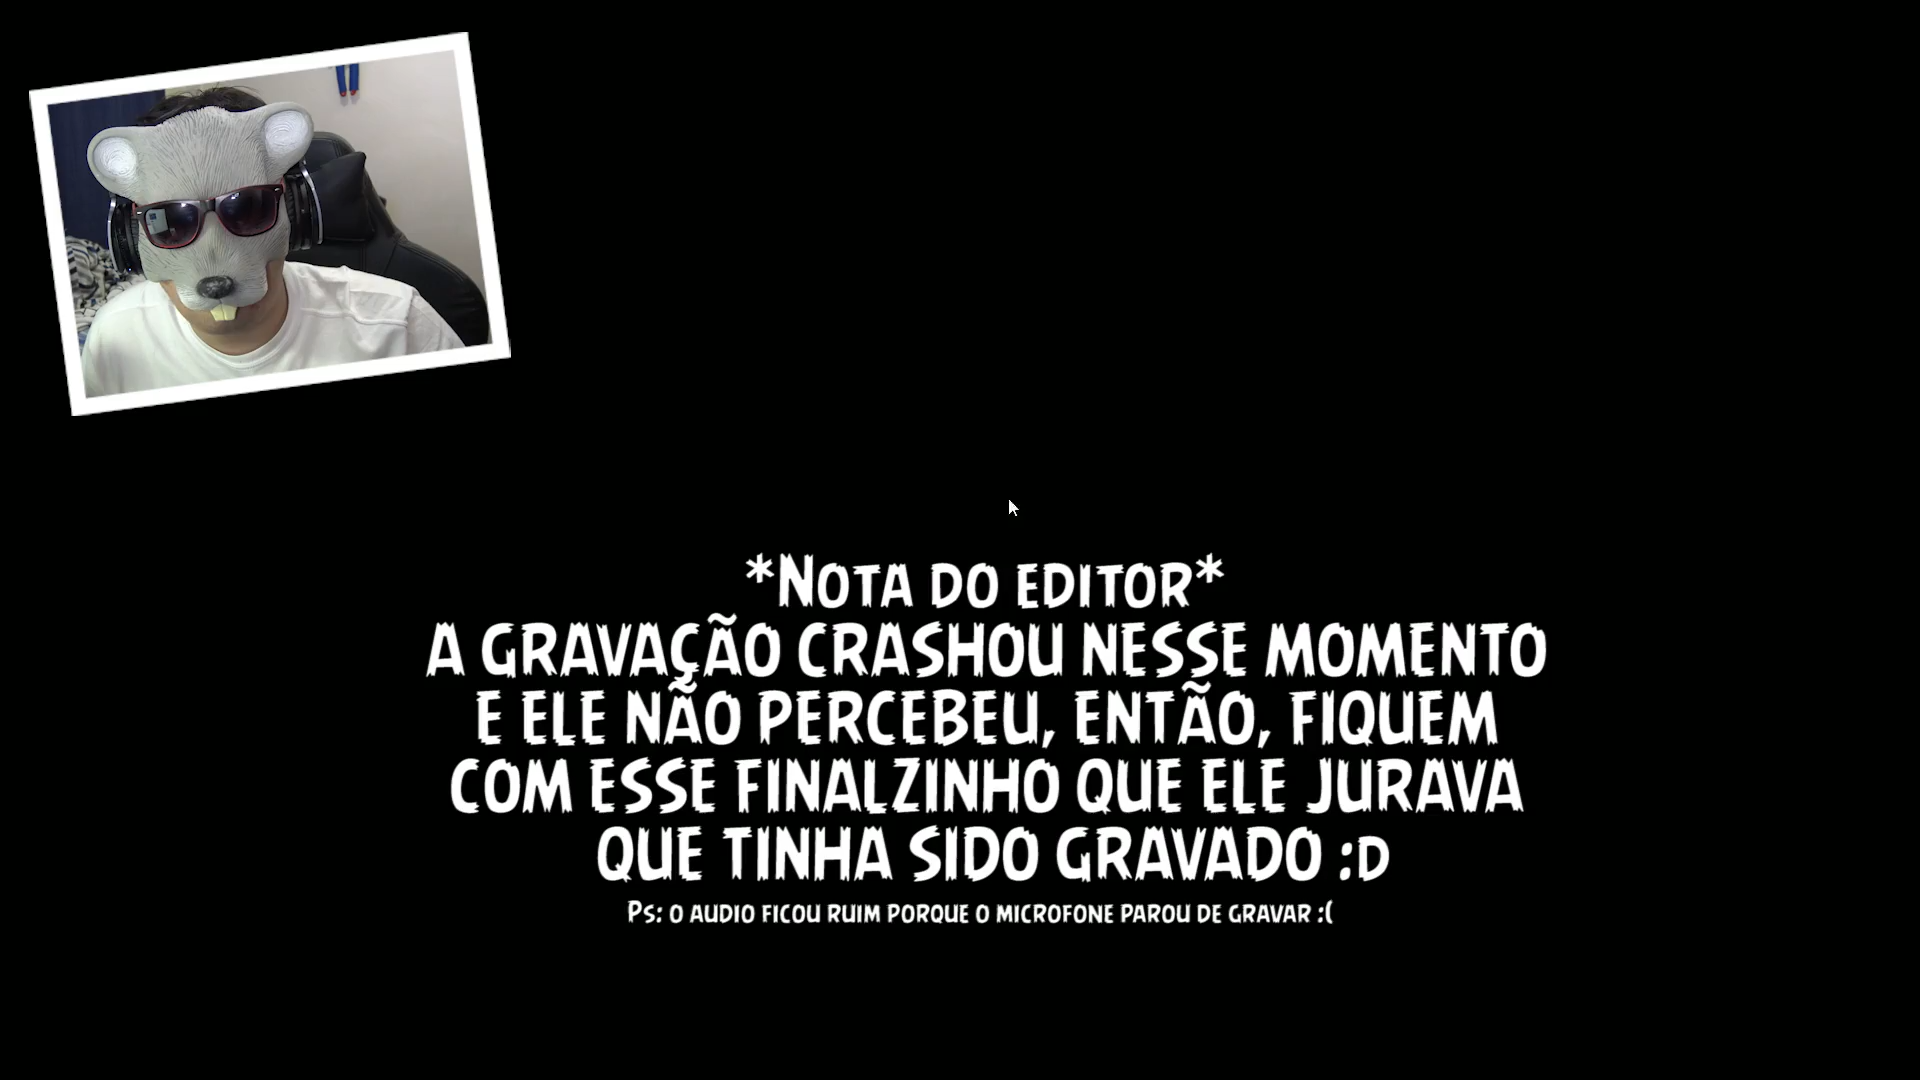 *Nota do editor*
A GRAVAÇÃO CRASHOU NESSE MOMENTO
E ELE NÃO PERCEBEU, ENTÃO, FIQUEM
COM ESSE FINALZINHO QUE ELE JURAVA
QUE TINHA SIDO GRAVADO :D
Ps: o audio ficou ruim porque o microfone parou de gravar :(